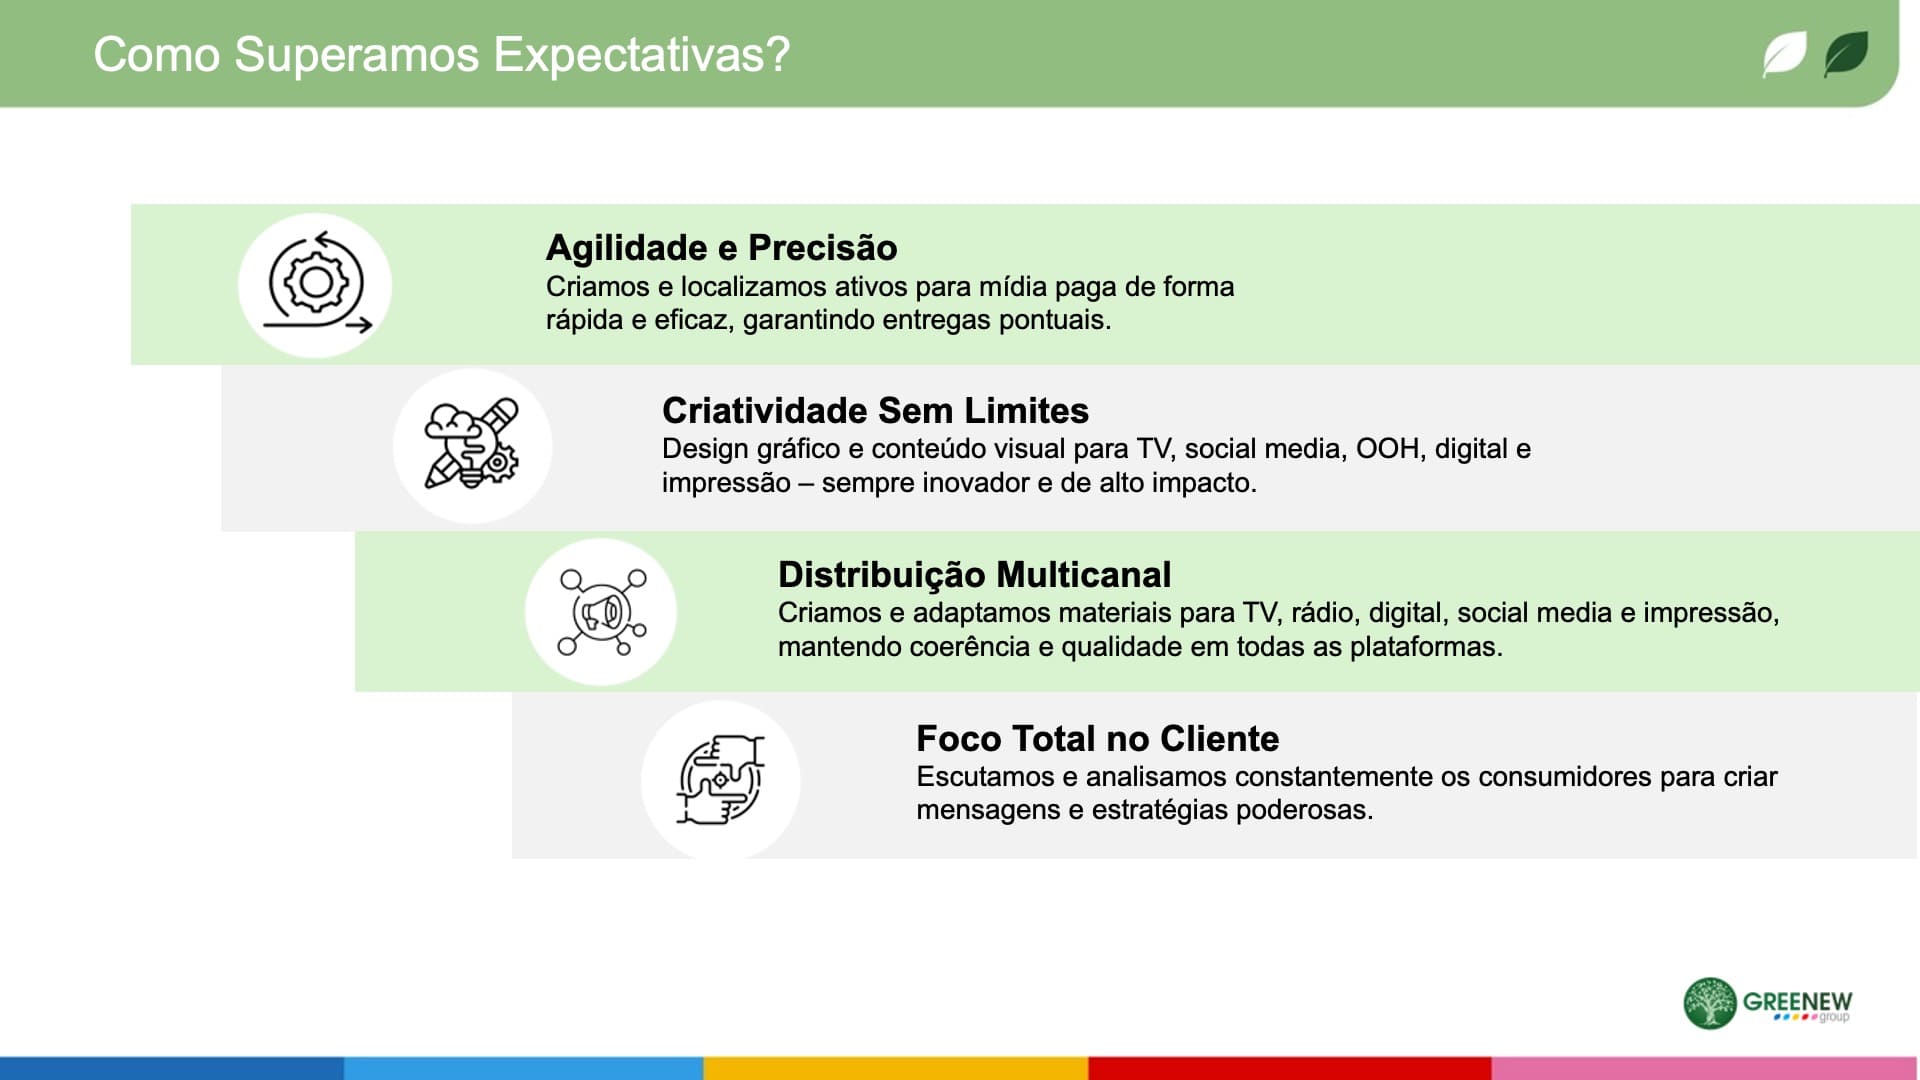 Como Superamos Expectativas?
Agilidade e Precisão
Criamos e localizamos ativos para mídia paga de forma
rápida e eficaz, garantindo entregas pontuais.
Criatividade Sem Limites
Design gráfico e conteúdo visual para TV, social media, OOH, digital e
impressão – sempre inovador e de alto impacto.
Distribuição Multicanal
Criamos e adaptamos materiais para TV, rádio, digital, social media e impressão,
mantendo coerência e qualidade em todas as plataformas.
Foco Total no Cliente
Escutamos e analisamos constantemente os consumidores para criar
mensagens e estratégias poderosas.
GREENEW
group